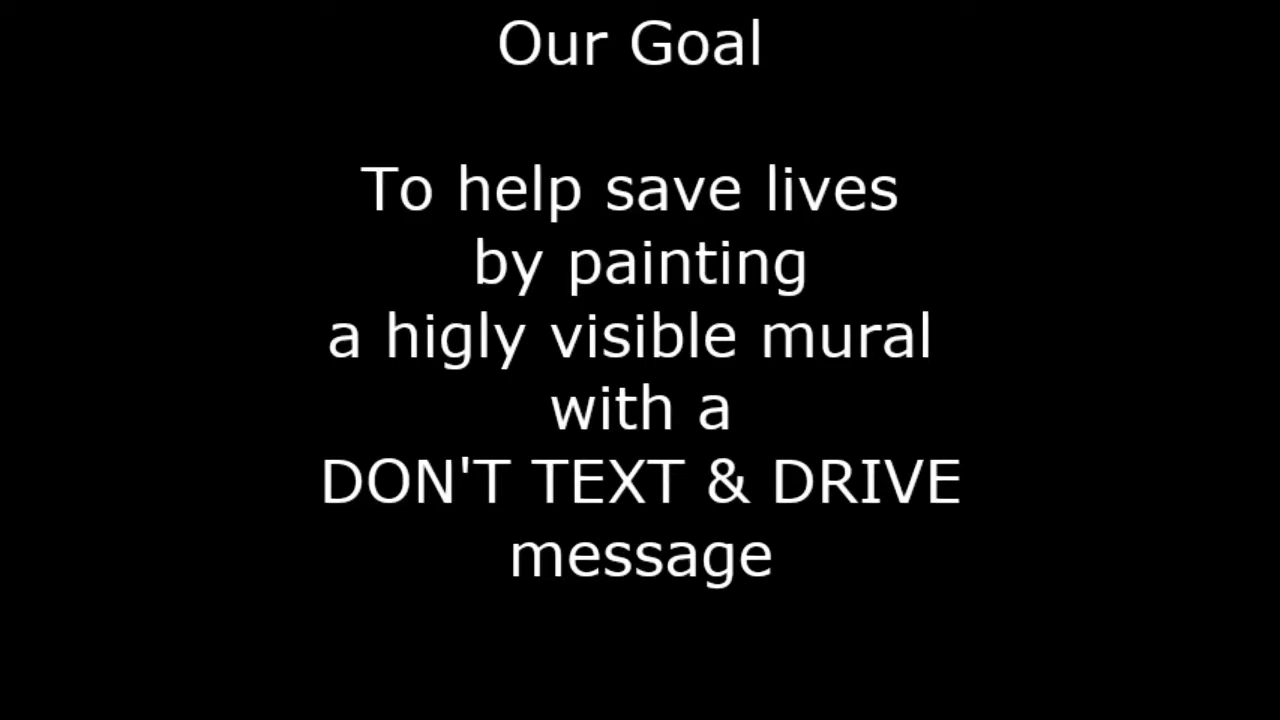 Our Goal
To help save lives
by painting
a higly visible mural
with a
DON'T TEXT & DRIVE
message